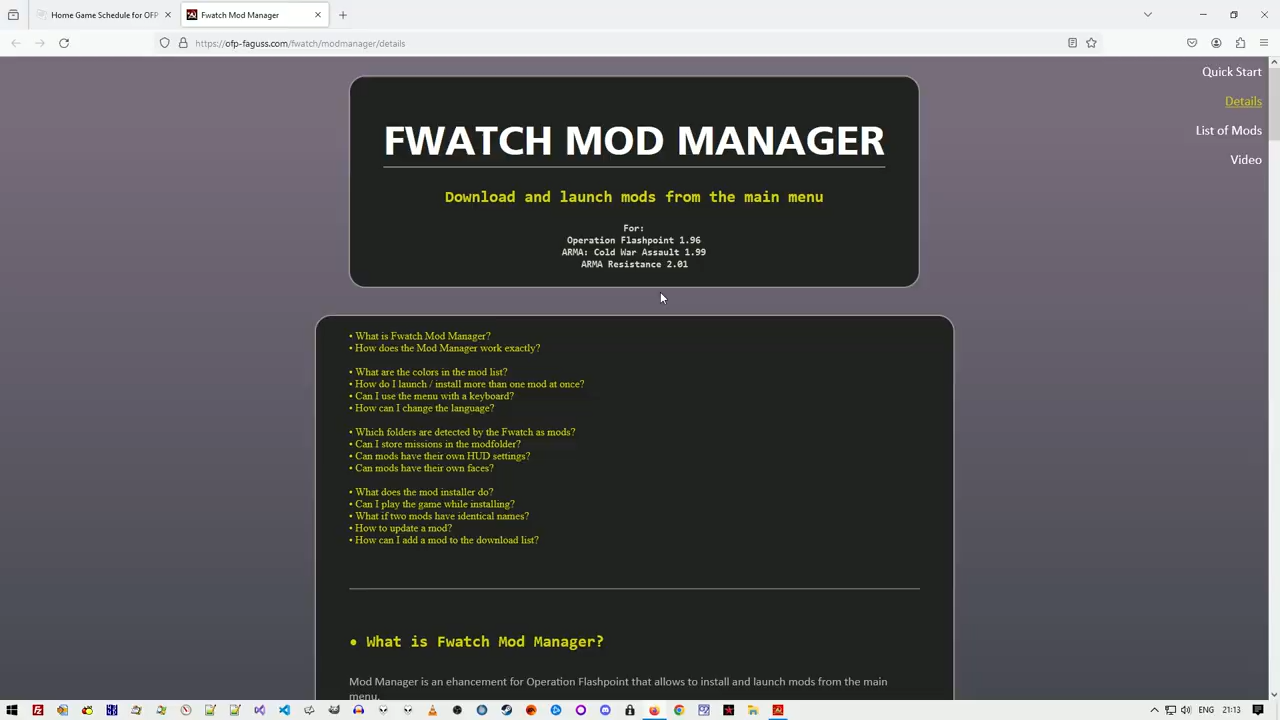 Home Game Schedule for OFP
Fwatch Mod Manager
https://ofp-faguss.com/fwatch/modmanager/details
Quick Start
Details
List of Mods
Video
FWATCH MOD MANAGER
Download and launch mods from the main menu
For:
Operation Flashpoint 1.96
ARMA: Cold War Assault 1.99
ARMA Resistance 2.01
• What is Fwatch Mod Manager?
• How does the Mod Manager work exactly?
• What are the colors in the mod list?
• How do I launch / install more than one mod at once?
• Can I use the menu with a keyboard?
• How can I change the language?
• Which folders are detected by the Fwatch as mods?
• Can I store missions in the modfolder?
• Can mods have their own HUD settings?
• Can mods have their own faces?
• What does the mod installer do?
• Can I play the game while installing?
• What if two mods have identical names?
• How to update a mod?
• How can I add a mod to the download list?
• What is Fwatch Mod Manager?
Mod Manager is an ehancement for Operation Flashpoint that allows to install and launch mods from the main
menu.
21:13